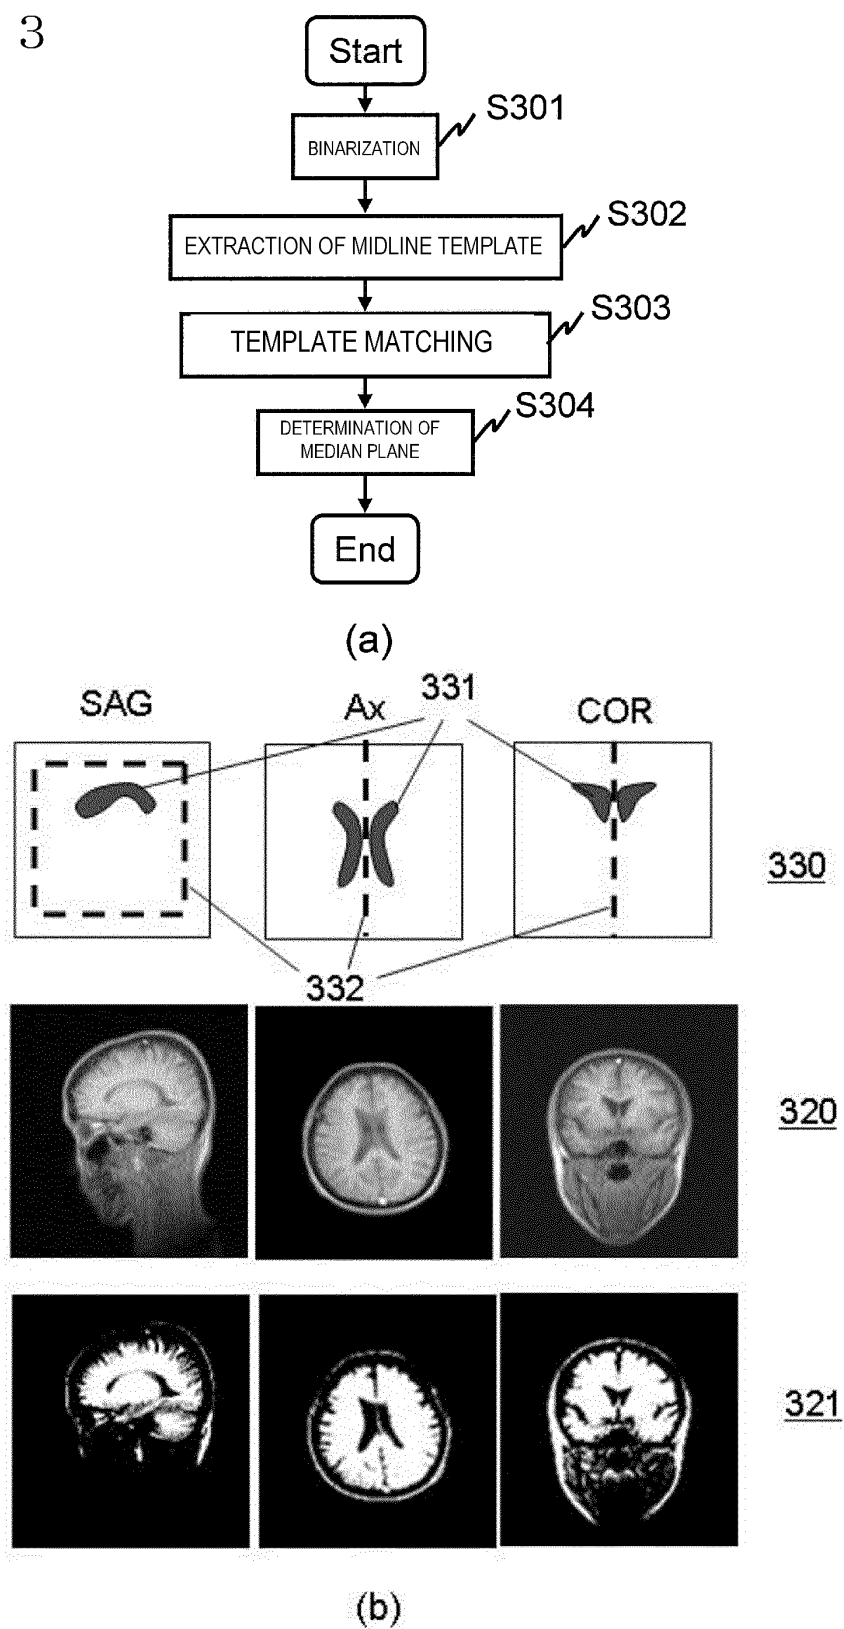 3
Start
S301
BINARIZATION
S302
EXTRACTION OF MIDLINE TEMPLATE
S303
TEMPLATE MATCHING
S304
DETERMINATION OF
MEDIAN PLANE
End
(a)
SAG
Ax
331
COR
330
332
320
321
(b)